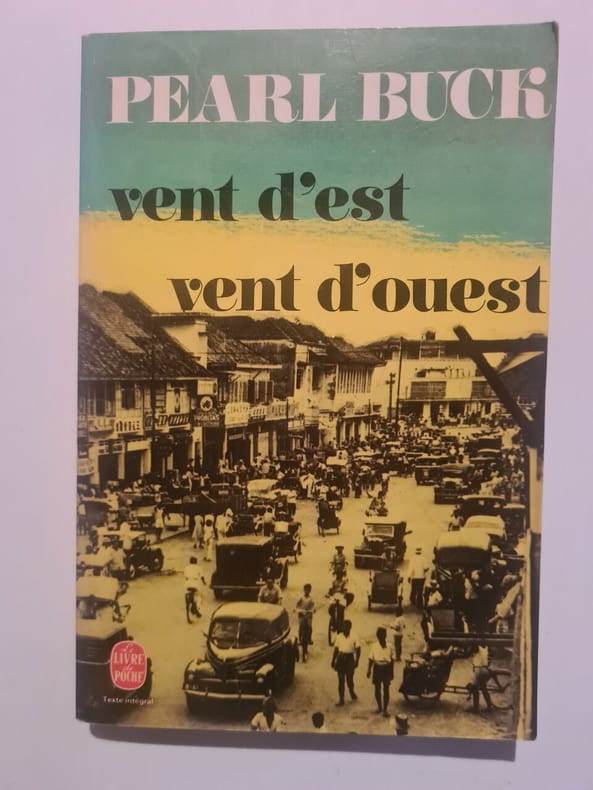 PEARL BUCK
vent d'est
vent d'ouest
Le
LIVRE
de
POCHE
Texte intégral